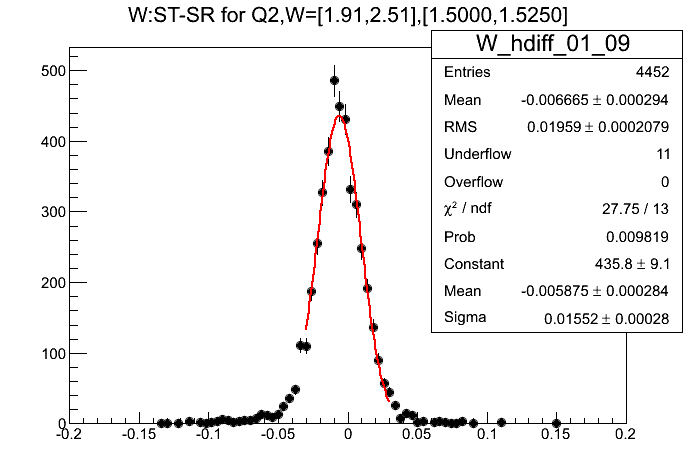 W:ST-SR for Q2,W=[1.91,2.51],[1.5000,1.5250]
W_hdiff_01_09
Entries 4452
Mean -0.006665 ± 0.000294
RMS 0.01959 ± 0.0002079
Underflow 11
Overflow 0
χ² / ndf 27.75 / 13
Prob 0.009819
Constant 435.8 ± 9.1
Mean -0.005875 ± 0.000284
Sigma 0.01552 ± 0.00028
500
400
300
200
100
0
-0.2 -0.15 -0.1 -0.05 0 0.05 0.1 0.15 0.2